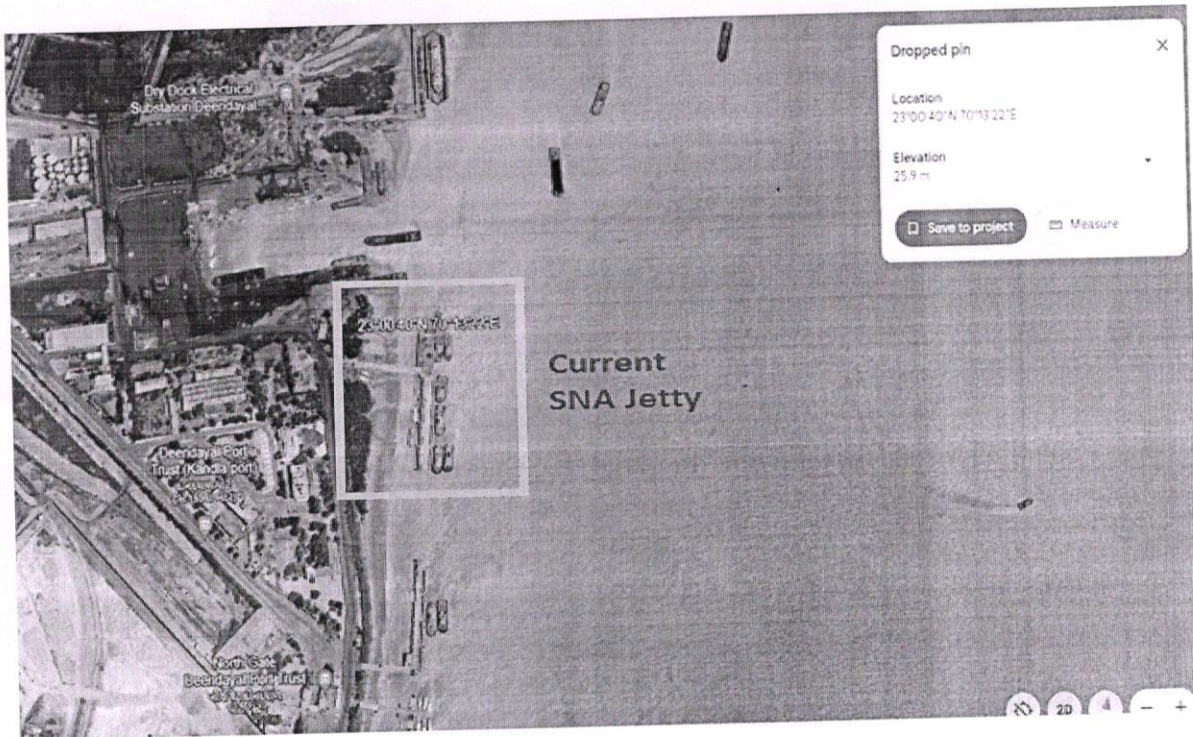 Dropped pin
Location
23°00'40"N 70°13'22"E
Elevation
25.9 m
Save to project
Measure
Dry Dock Electrical
Substation Deendayal
23°00'40"N 70°13'22"E
Current
SNA Jetty
Deendayal Port
Trust (Kandla port)
North Gate
Deendayal Port Trust
2D